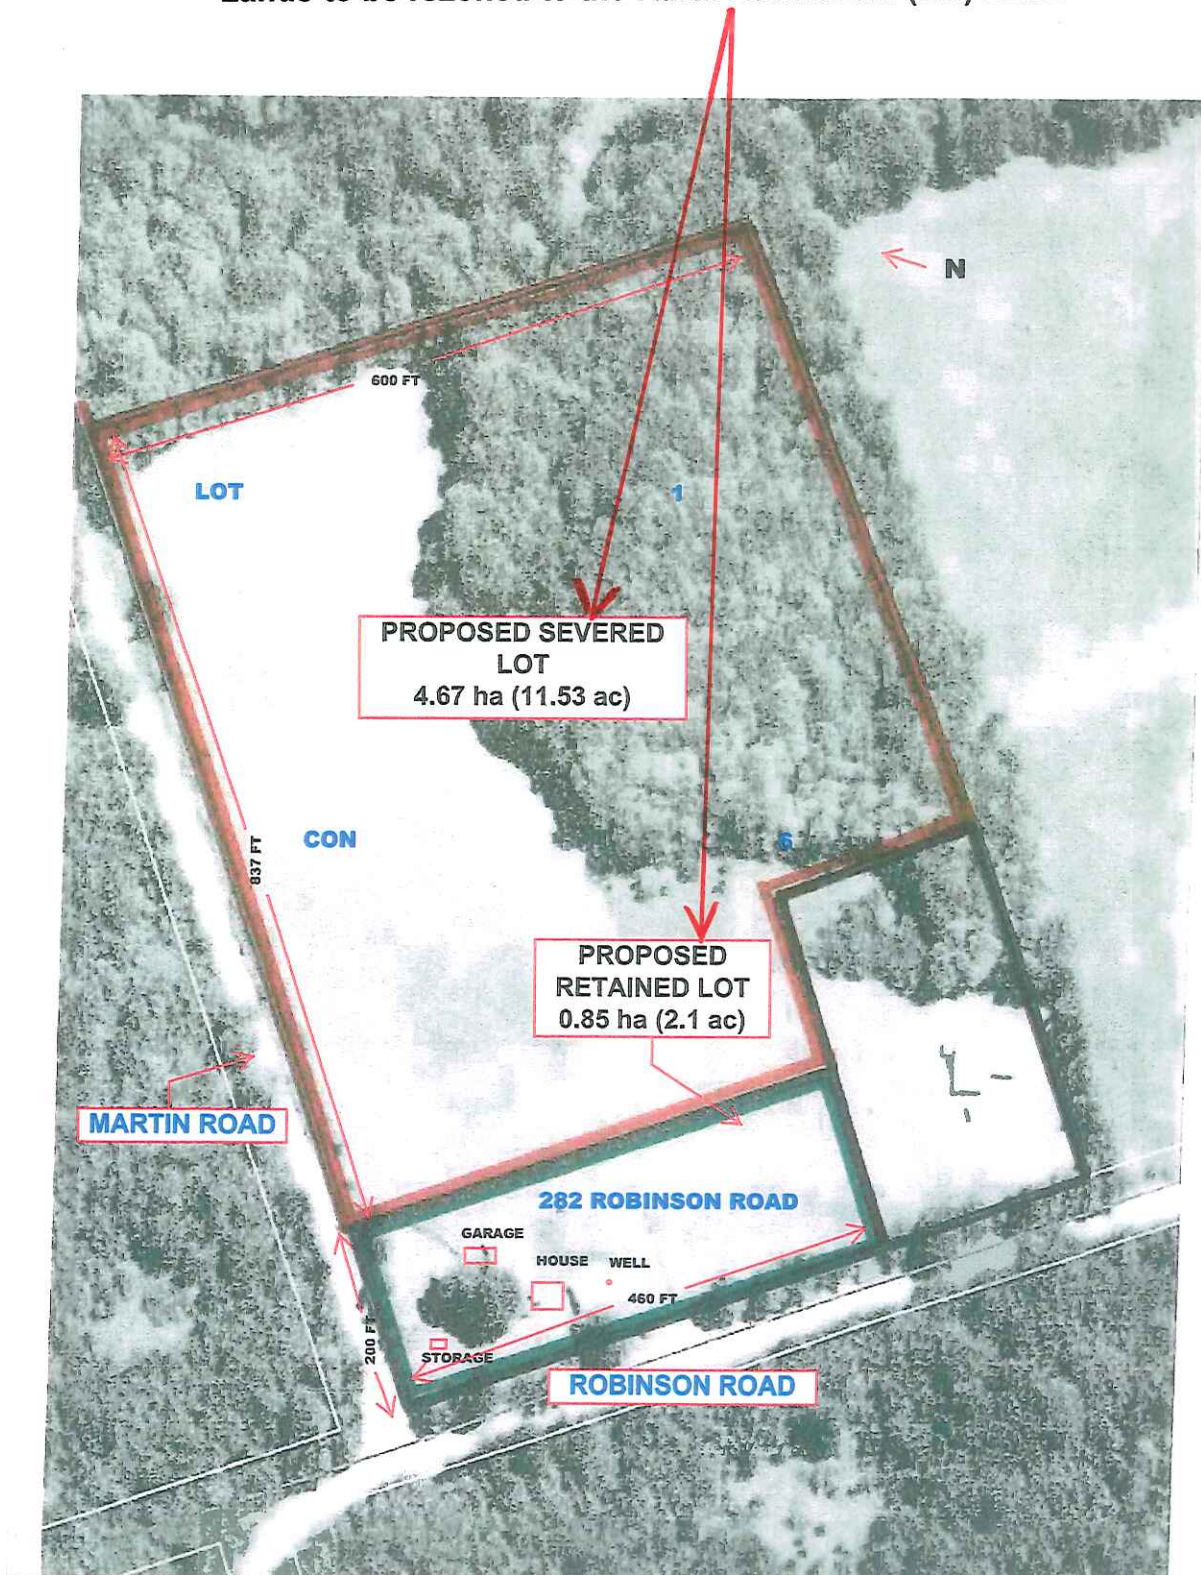 N
600 FT
LOT
1
PROPOSED SEVERED
LOT
4.67 ha (11.53 ac)
CON
6
837 FT
PROPOSED
RETAINED LOT
0.85 ha (2.1 ac)
MARTIN ROAD
282 ROBINSON ROAD
GARAGE
HOUSE
WELL
460 FT
200 FT
STORAGE
ROBINSON ROAD